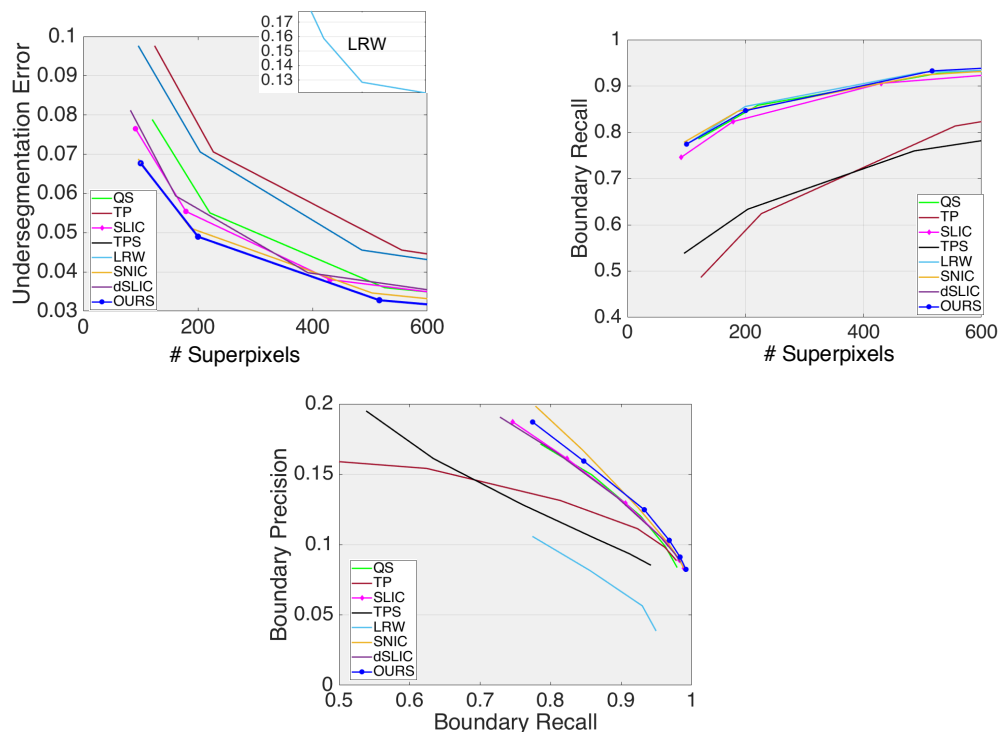 0.1
0.09
0.08
0.07
0.06
0.05
0.04
0.03
Undersegmentation Error
0.17
0.16
0.15
0.14
0.13
LRW
QS
TP
SLIC
TPS
LRW
SNIC
dSLIC
OURS
0 200 400 600
# Superpixels
1
0.9
0.8
0.7
0.6
0.5
0.4
Boundary Recall
QS
TP
SLIC
TPS
LRW
SNIC
dSLIC
OURS
0 200 400 600
# Superpixels
0.2
0.15
0.1
0.05
0
Boundary Precision
QS
TP
SLIC
TPS
LRW
SNIC
dSLIC
OURS
0.5 0.6 0.7 0.8 0.9 1
Boundary Recall